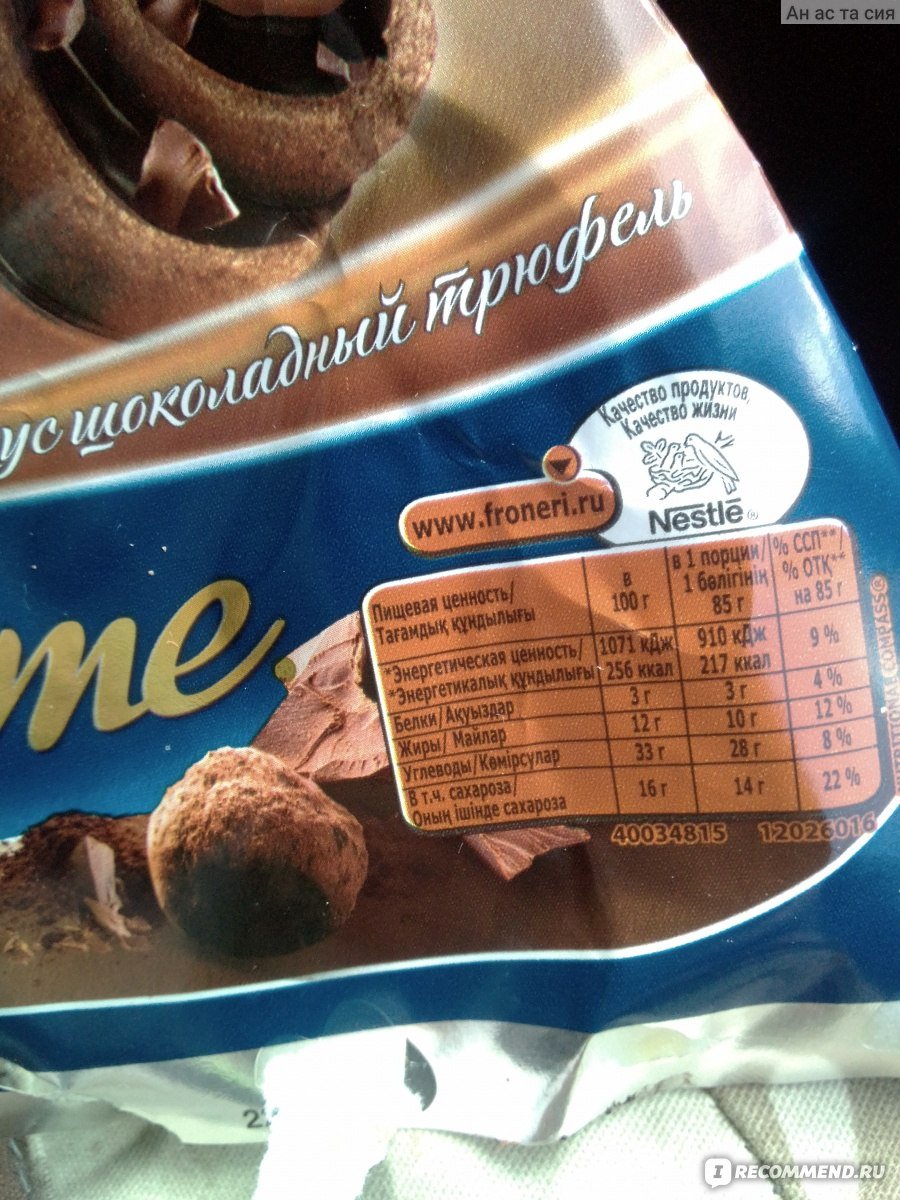 Ан ас та сия
шоколадный трюфель
Качество продуктов,
Качество жизни
Nestlé®
www.froneri.ru
me
Пищевая ценность/
Тағамдық құндылығы
в
100 г
в 1 порции/
1 бөлігінің
85 г
% ССП**/
% ОТҚ**
на 85 г
*Энергетическая ценность/
*Энергетикалық құндылығы
1071 кДж
256 ккал
910 кДж
217 ккал
9 %
Белки/Ақуыздар 3 г 3 г 4 %
Жиры/ Майлар 12 г 10 г 12 %
Углеводы/Көмірсулар 33 г 28 г 8 %
В т.ч. сахароза/
Оның ішінде сахароза
16 г 14 г 22 %
40034815 12026016
NUTRITIONAL COMPASS®
IRECOMMEND.RU